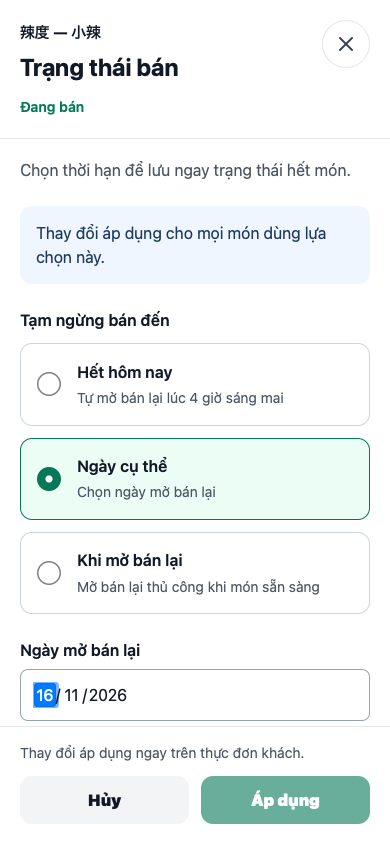 辣度 — 小辣
Trạng thái bán
Đang bán
Chọn thời hạn để lưu ngay trạng thái hết món.
Thay đổi áp dụng cho mọi món dùng lựa
chọn này.
Tạm ngừng bán đến
Hết hôm nay
Tự mở bán lại lúc 4 giờ sáng mai
Ngày cụ thể
Chọn ngày mở bán lại
Khi mở bán lại
Mở bán lại thủ công khi món sẵn sàng
Ngày mở bán lại
16/11/2026
Thay đổi áp dụng ngay trên thực đơn khách.
Hủy
Áp dụng